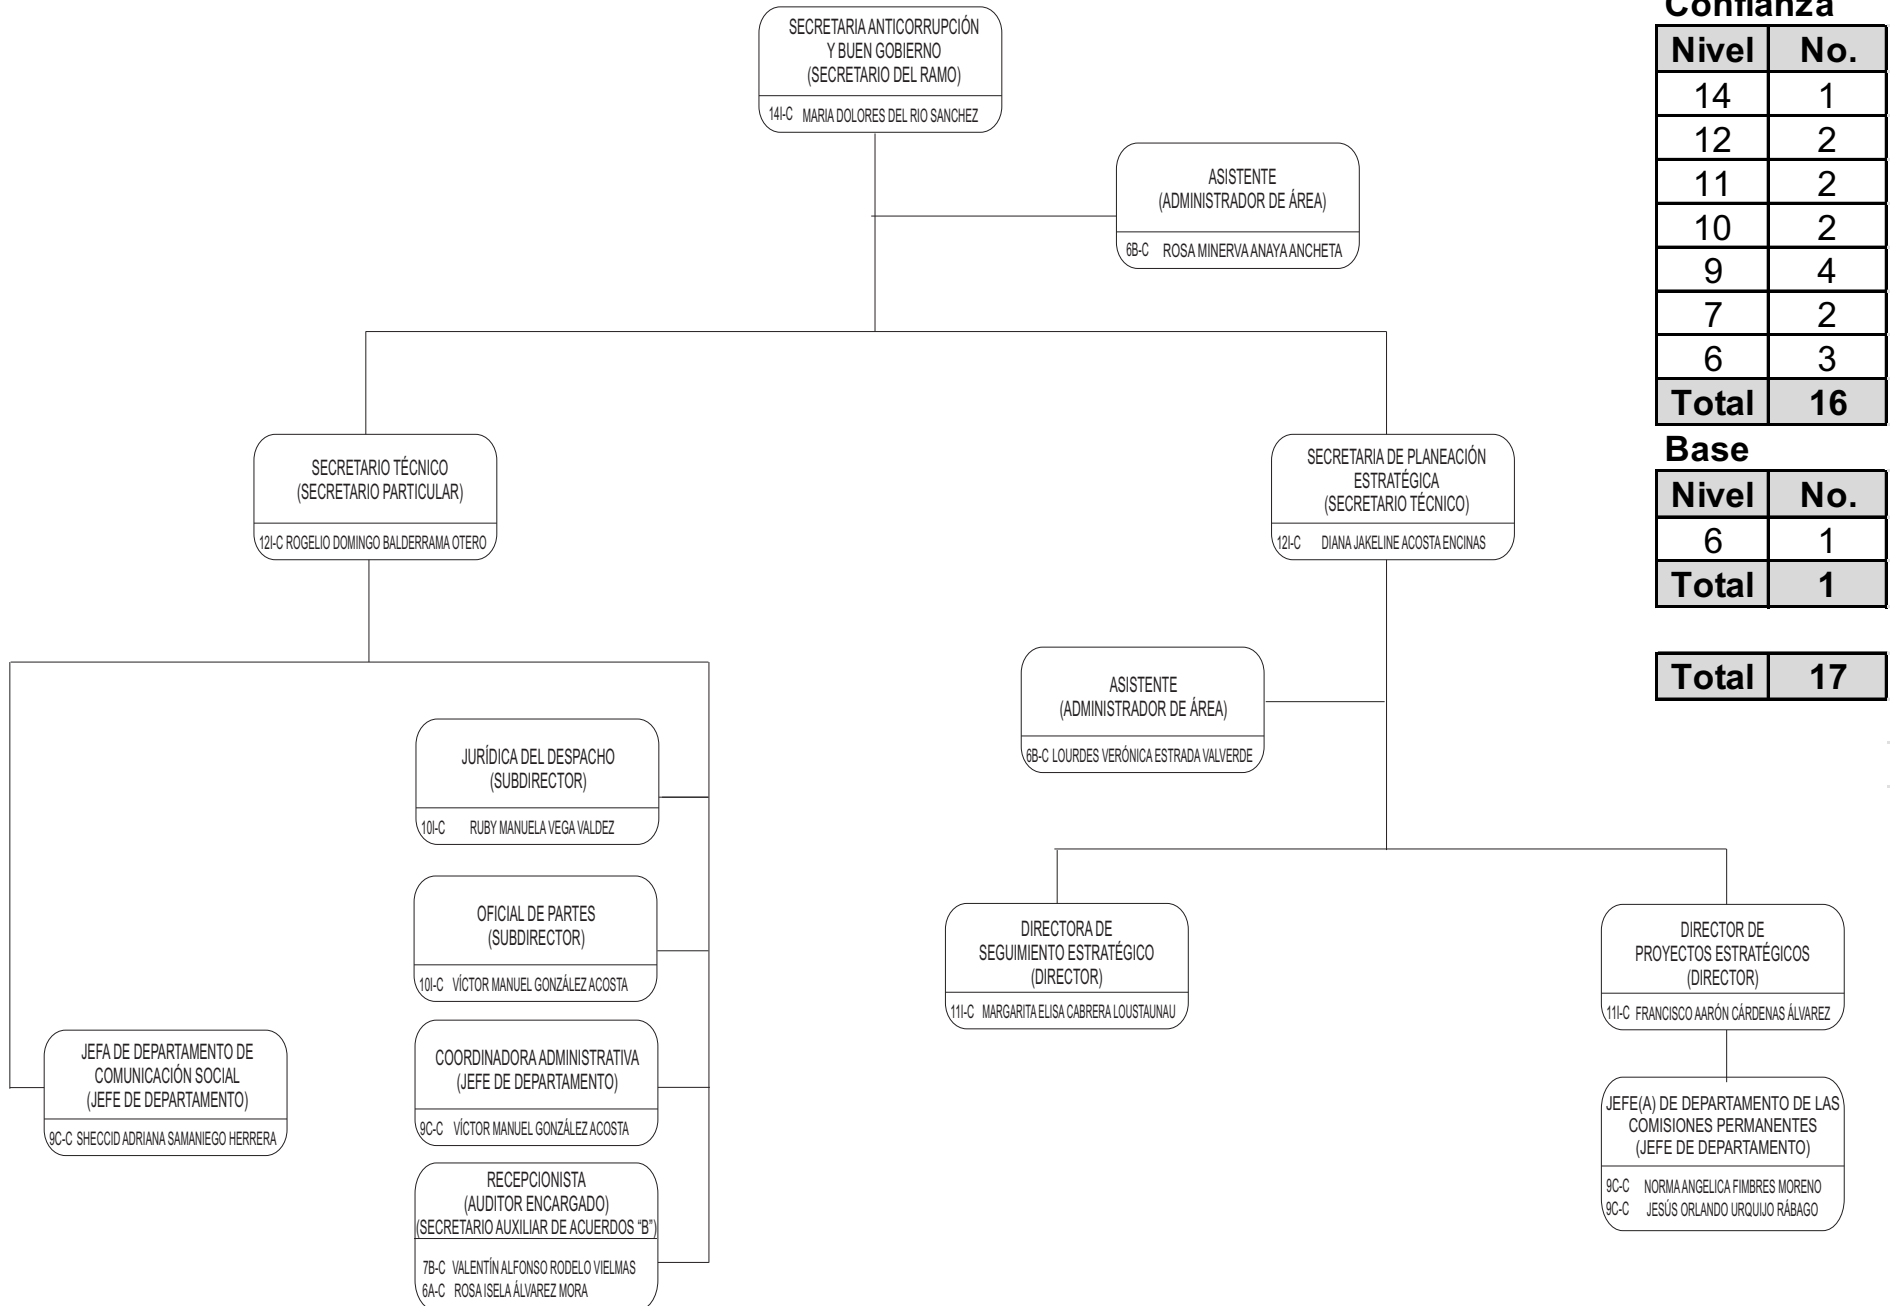 SECRETARIA ANTICORRUPCIÓN
Y BUEN GOBIERNO
(SECRETARIO DEL RAMO)
14I-C MARIA DOLORES DEL RIO SANCHEZ
ASISTENTE
(ADMINISTRADOR DE ÁREA)
6B-C ROSA MINERVA ANAYA ANCHETA
SECRETARIO TÉCNICO
(SECRETARIO PARTICULAR)
12I-C ROGELIO DOMINGO BALDERRAMA OTERO
SECRETARIA DE PLANEACIÓN
ESTRATÉGICA
(SECRETARIO TÉCNICO)
12I-C DIANA JAKELINE ACOSTA ENCINAS
ASISTENTE
(ADMINISTRADOR DE ÁREA)
6B-C LOURDES VERÓNICA ESTRADA VALVERDE
JURÍDICA DEL DESPACHO
(SUBDIRECTOR)
10I-C RUBY MANUELA VEGA VALDEZ
OFICIAL DE PARTES
(SUBDIRECTOR)
10I-C VÍCTOR MANUEL GONZÁLEZ ACOSTA
JEFA DE DEPARTAMENTO DE
COMUNICACIÓN SOCIAL
(JEFE DE DEPARTAMENTO)
9C-C SHECCID ADRIANA SAMANIEGO HERRERA
COORDINADORA ADMINISTRATIVA
(JEFE DE DEPARTAMENTO)
9C-C VÍCTOR MANUEL GONZÁLEZ ACOSTA
RECEPCIONISTA
(AUDITOR ENCARGADO)
(SECRETARIO AUXILIAR DE ACUERDOS “B”)
7B-C VALENTÍN ALFONSO RODELO VIELMAS
6A-C ROSA ISELA ÁLVAREZ MORA
DIRECTORA DE
SEGUIMIENTO ESTRATÉGICO
(DIRECTOR)
11I-C MARGARITA ELISA CABRERA LOUSTAUNAU
DIRECTOR DE
PROYECTOS ESTRATÉGICOS
(DIRECTOR)
11I-C FRANCISCO AARÓN CÁRDENAS ÁLVAREZ
JEFE(A) DE DEPARTAMENTO DE LAS
COMISIONES PERMANENTES
(JEFE DE DEPARTAMENTO)
9C-C NORMA ANGELICA FIMBRES MORENO
9C-C JESÚS ORLANDO URQUIJO RÁBAGO
Confianza
Nivel No.
14 1
12 2
11 2
10 2
9 4
7 2
6 3
Total 16
Base
Nivel No.
6 1
Total 1
Total 17